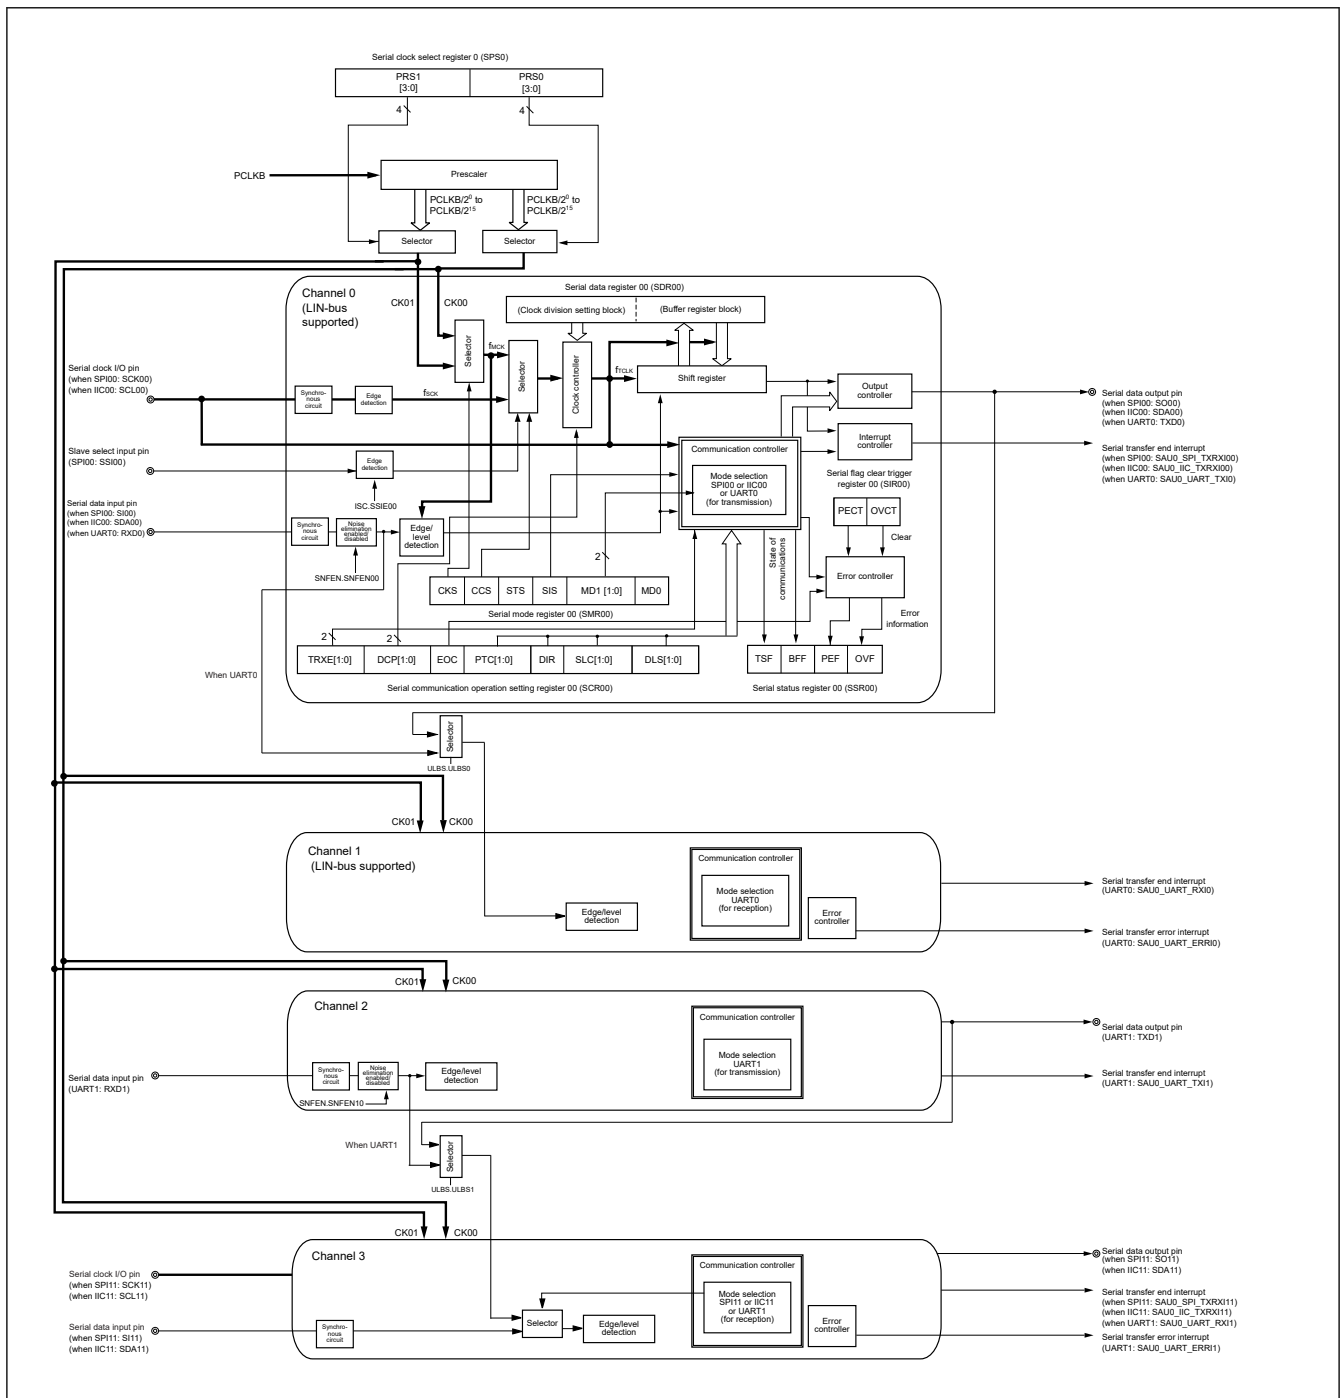 Serial clock select register 0 (SPS0)
PRS1
[3:0]
PRS0
[3:0]
4
4
PCLKB
Prescaler
PCLKB/2⁰ to
PCLKB/2¹⁵
PCLKB/2⁰ to
PCLKB/2¹⁵
Selector
Selector
Channel 0
(LIN-bus
supported)
CK01
CK00
Serial data register 00 (SDR00)
(Clock division setting block)
(Buffer register block)
Selector
fMCK
Selector
Clock controller
fTCLK
Shift register
Output
controller
Serial clock I/O pin
(when SPI00: SCK00)
(when IIC00: SCL00)
Synchro-
nous
circuit
Edge
detection
fSCK
Serial data output pin
(when SPI00: SO00)
(when IIC00: SDA00)
(when UART0: TXD0)
Interrupt
controller
Communication controller
Mode selection
SPI00 or IIC00
or UART0
(for transmission)
Serial transfer end interrupt
(when SPI00: SAU0_SPI_TXRXI00)
(when IIC00: SAU0_IIC_TXRXI00)
(when UART0: SAU0_UART_TXI0)
Slave select input pin
(SPI00: SSI00)
Edge
detection
ISC.SSIE00
Serial flag clear trigger
register 00 (SIR00)
PECT
OVCT
Clear
Serial data input pin
(when SPI00: SI00)
(when IIC00: SDA00)
(when UART0: RXD0)
Synchro-
nous
circuit
Noise
elimination
enabled/
disabled
Edge/
level
detection
SNFEN.SNFEN00
2
State of
communications
Error controller
Error
information
CKS
CCS
STS
SIS
MD1 [1:0]
MD0
Serial mode register 00 (SMR00)
2
2
TRXE[1:0]
DCP[1:0]
EOC
PTC[1:0]
DIR
SLC[1:0]
DLS[1:0]
TSF
BFF
PEF
OVF
Serial communication operation setting register 00 (SCR00)
Serial status register 00 (SSR00)
When UART0
Selector
ULBS.ULBS0
CK01
CK00
Channel 1
(LIN-bus supported)
Communication controller
Mode selection
UART0
(for reception)
Edge/level
detection
Error
controller
Serial transfer end interrupt
(UART0: SAU0_UART_RXI0)
Serial transfer error interrupt
(UART0: SAU0_UART_ERRI0)
CK01
CK00
Channel 2
Communication controller
Mode selection
UART1
(for transmission)
Serial data output pin
(UART1: TXD1)
Serial data input pin
(UART1: RXD1)
Synchro-
nous
circuit
Noise
elimination
enabled/
disabled
Edge/level
detection
SNFEN.SNFEN10
Serial transfer end interrupt
(UART1: SAU0_UART_TXI1)
When UART1
Selector
ULBS.ULBS1
CK01
CK00
Channel 3
Communication controller
Mode selection
SPI11 or IIC11
or UART1
(for reception)
Serial data output pin
(when SPI11: SO11)
(when IIC11: SDA11)
Serial clock I/O pin
(when SPI11: SCK11)
(when IIC11: SCL11)
Serial transfer end interrupt
(when SPI11: SAU0_SPI_TXRXI11)
(when IIC11: SAU0_IIC_TXRXI11)
(when UART1: SAU0_UART_RXI1)
Serial data input pin
(when SPI11: SI11)
(when IIC11: SDA11)
Synchro-
nous
circuit
Selector
Edge/level
detection
Error
controller
Serial transfer error interrupt
(UART1: SAU0_UART_ERRI1)